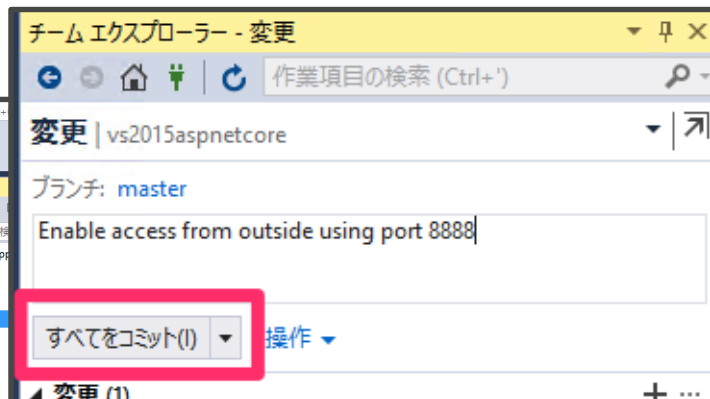 チーム エクスプローラー - 変更
作業項目の検索 (Ctrl+')
変更 | vs2015aspnetcore
ブランチ: master
Enable access from outside using port 8888
すべてをコミット(I) 操作
変更 (1)